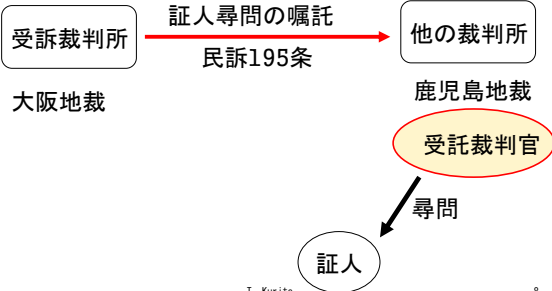 証人尋問の嘱託
受訴裁判所
他の裁判所
民訴195条
大阪地裁
鹿児島地裁
受託裁判官
尋問
証人